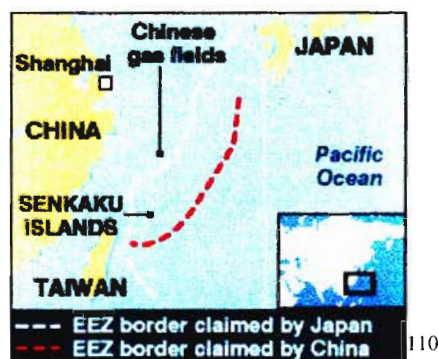 Chinese
gas fields
JAPAN
Shanghai
CHINA
Pacific
Ocean
SENKAKU
ISLANDS
TAIWAN
EEZ border claimed by Japan
EEZ border claimed by China
110